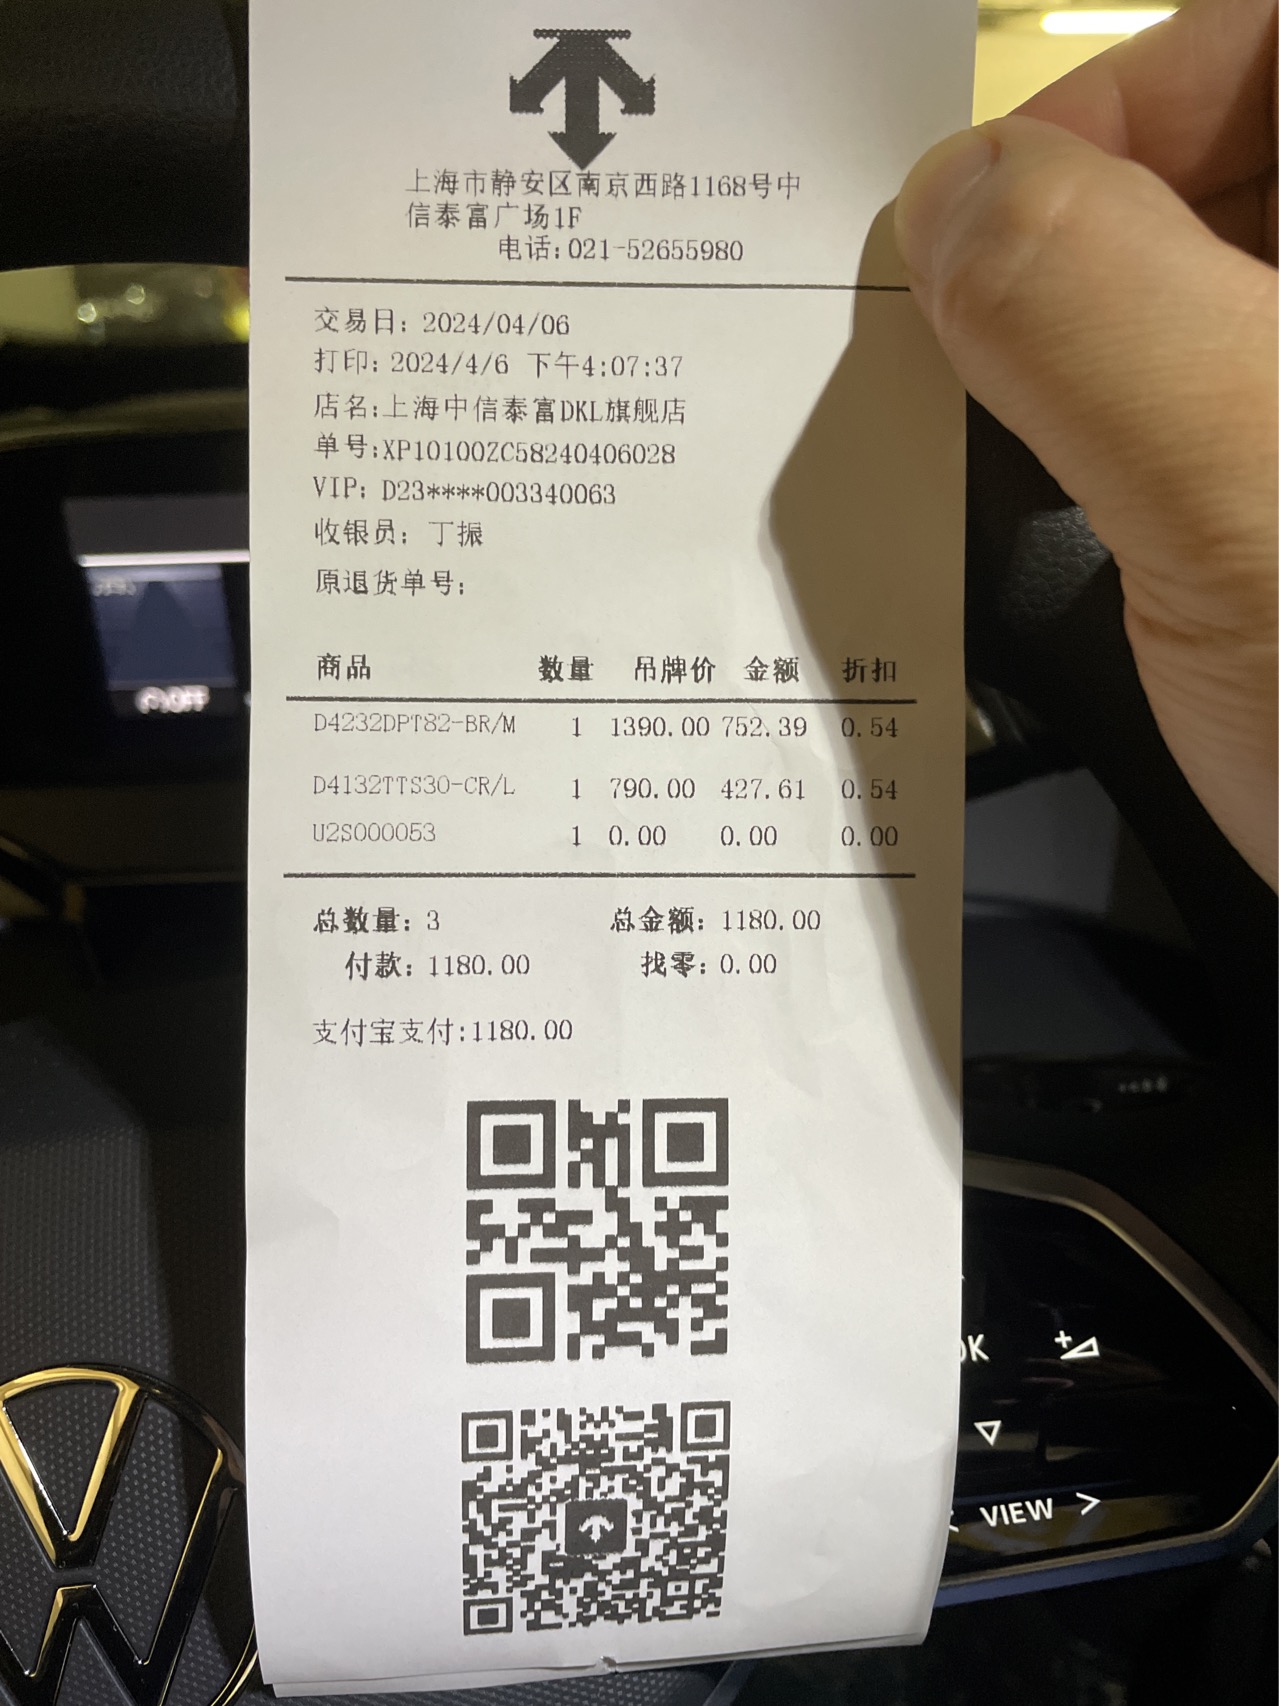 上海市静安区南京西路1168号中
信泰富广场1F
电话:021-52655980
交易日: 2024/04/06
打印: 2024/4/6 下午4:07:37
店名:上海中信泰富DKL旗舰店
单号:XP10100ZC58240406028
VIP: D23****003340063
收银员: 丁振
原退货单号:
商品 数量 吊牌价 金额 折扣
D4232DPT82-BR/M 1 1390.00 752.39 0.54
D4132TTS30-CR/L 1 790.00 427.61 0.54
U2S000053 1 0.00 0.00 0.00
总数量: 3 总金额: 1180.00
付款: 1180.00 找零: 0.00
支付宝支付:1180.00
OFF
OK
VIEW >